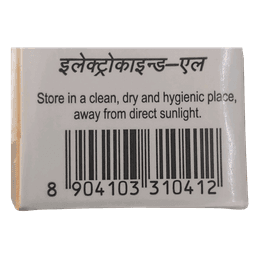 इलेक्ट्रोकाइन्ड–एल
Store in a clean, dry and hygienic place,
away from direct sunlight.
8 904103 310412